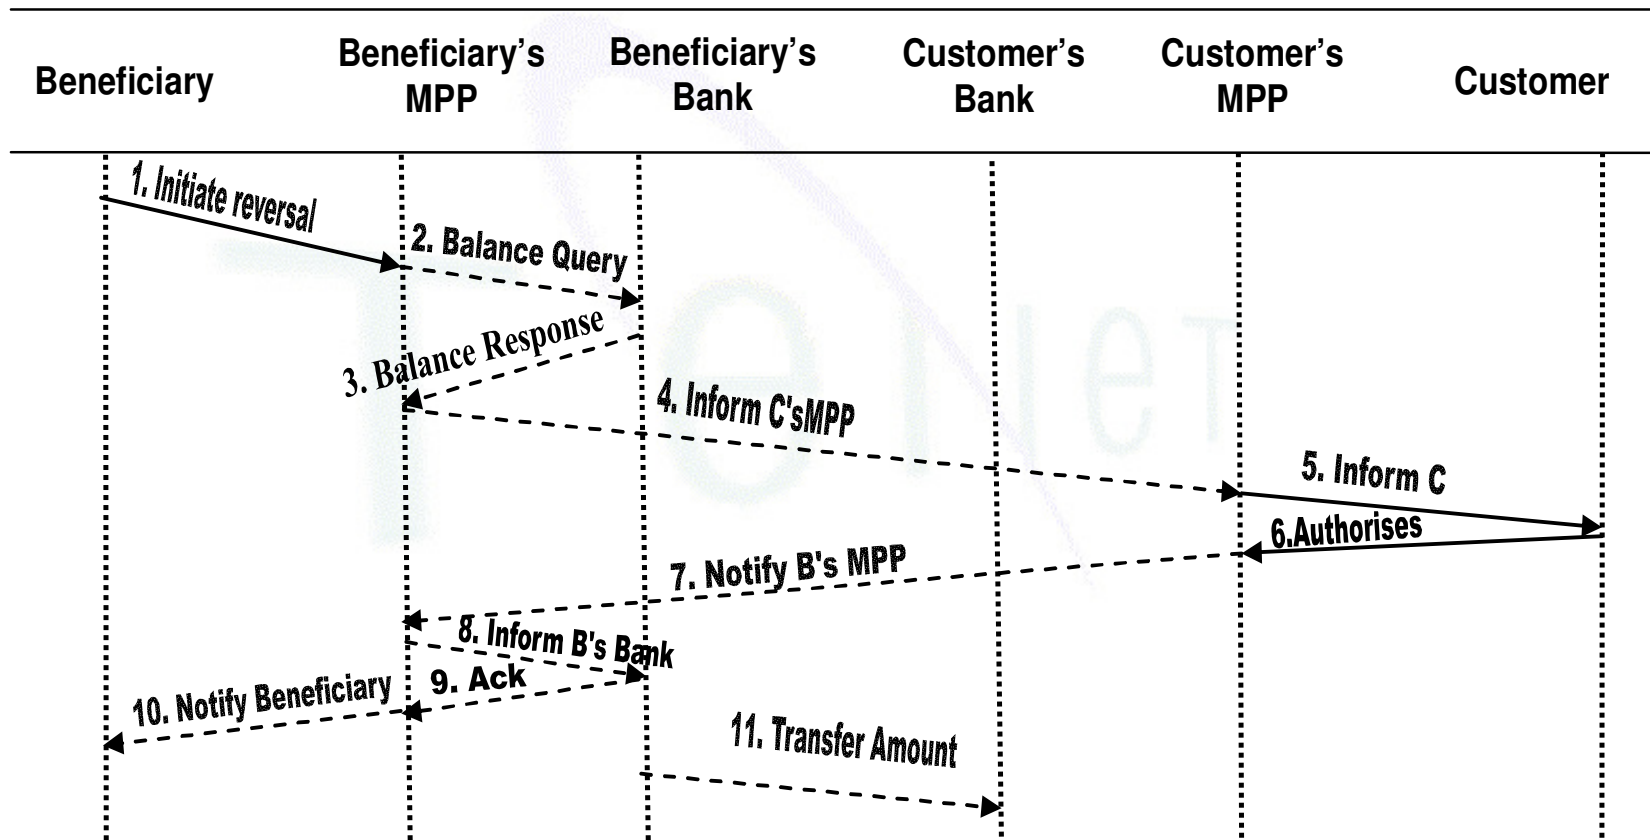 Beneficiary
Beneficiary's
MPP
Beneficiary's
Bank
Customer's
Bank
Customer's
MPP
Customer
1. Initiate reversal
2. Balance Query
3. Balance Response
4. Inform C'sMPP
5. Inform C
6.Authorises
7. Notify B's MPP
8. Inform B's Bank
9. Ack
10. Notify Beneficiary
11. Transfer Amount
TeNeT